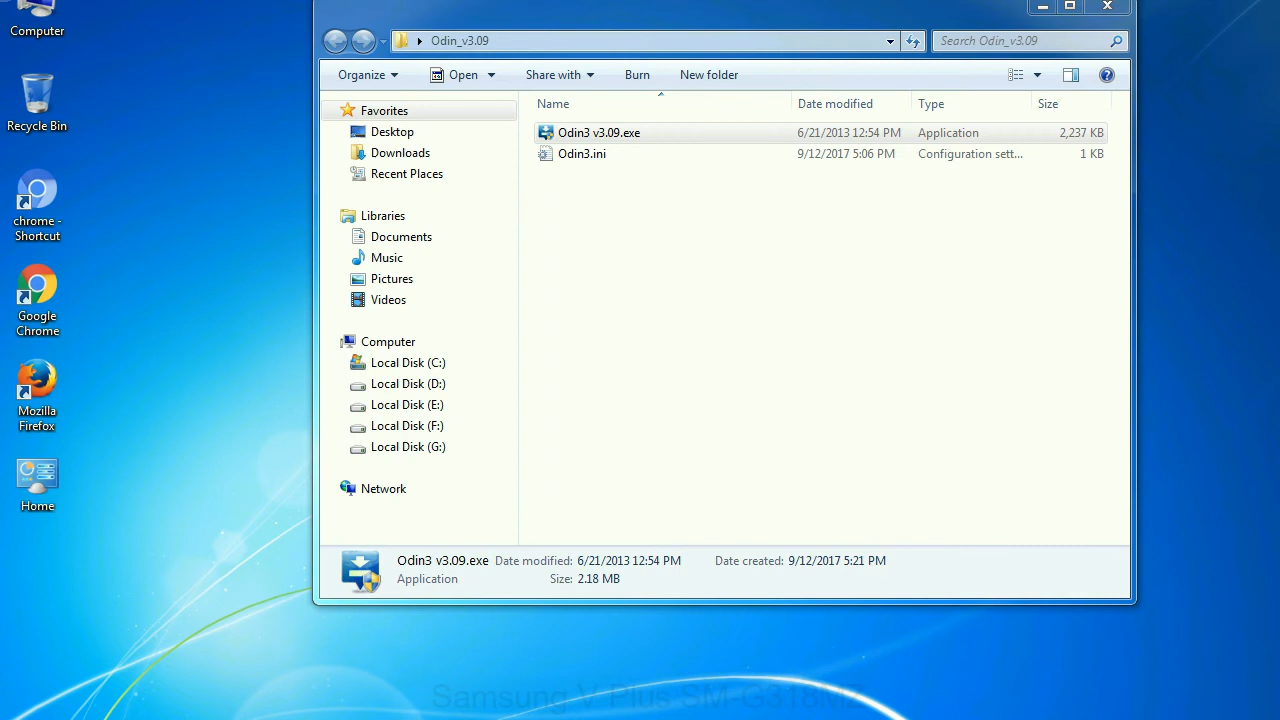 Computer
Recycle Bin
chrome -
Shortcut
Google
Chrome
Mozilla
Firefox
Home
Odin_v3.09
Search Odin_v3.09
Organize
Open
Share with
Burn
New folder
Favorites
Desktop
Downloads
Recent Places
Libraries
Documents
Music
Pictures
Videos
Computer
Local Disk (C:)
Local Disk (D:)
Local Disk (E:)
Local Disk (F:)
Local Disk (G:)
Network
Name Date modified Type Size
Odin3 v3.09.exe 6/21/2013 12:54 PM Application 2,237 KB
Odin3.ini 9/12/2017 5:06 PM Configuration sett... 1 KB
Odin3 v3.09.exe Date modified: 6/21/2013 12:54 PM Date created: 9/12/2017 5:21 PM
Application Size: 2.18 MB
Samsung V Plus SM-G318MZ